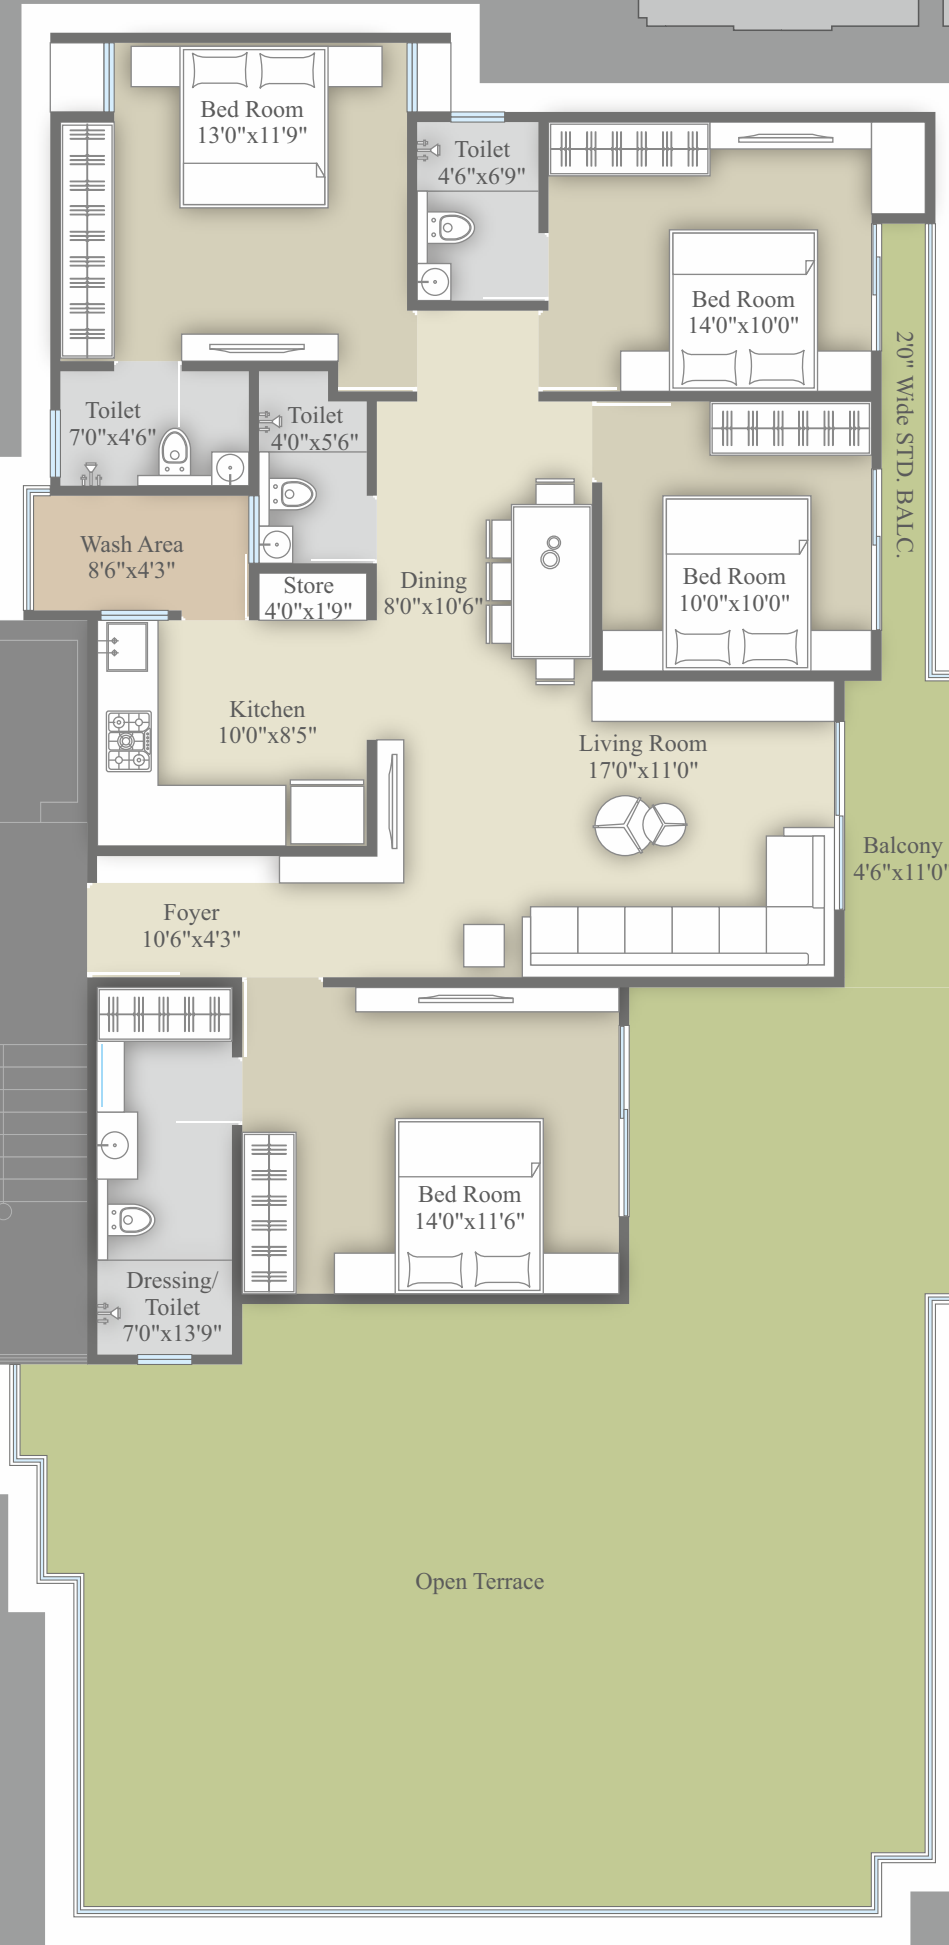 Bed Room
13'0"x11'9"
Toilet
4'6"x6'9"
Bed Room
14'0"x10'0"
2'0" Wide STD. BALC.
Toilet
7'0"x4'6"
Toilet
4'0"x5'6"
Wash Area
8'6"x4'3"
Store
4'0"x1'9"
Dining
8'0"x10'6"
Bed Room
10'0"x10'0"
Kitchen
10'0"x8'5"
Living Room
17'0"x11'0"
Balcony
4'6"x11'0"
Foyer
10'6"x4'3"
Bed Room
14'0"x11'6"
Dressing/
Toilet
7'0"x13'9"
Open Terrace